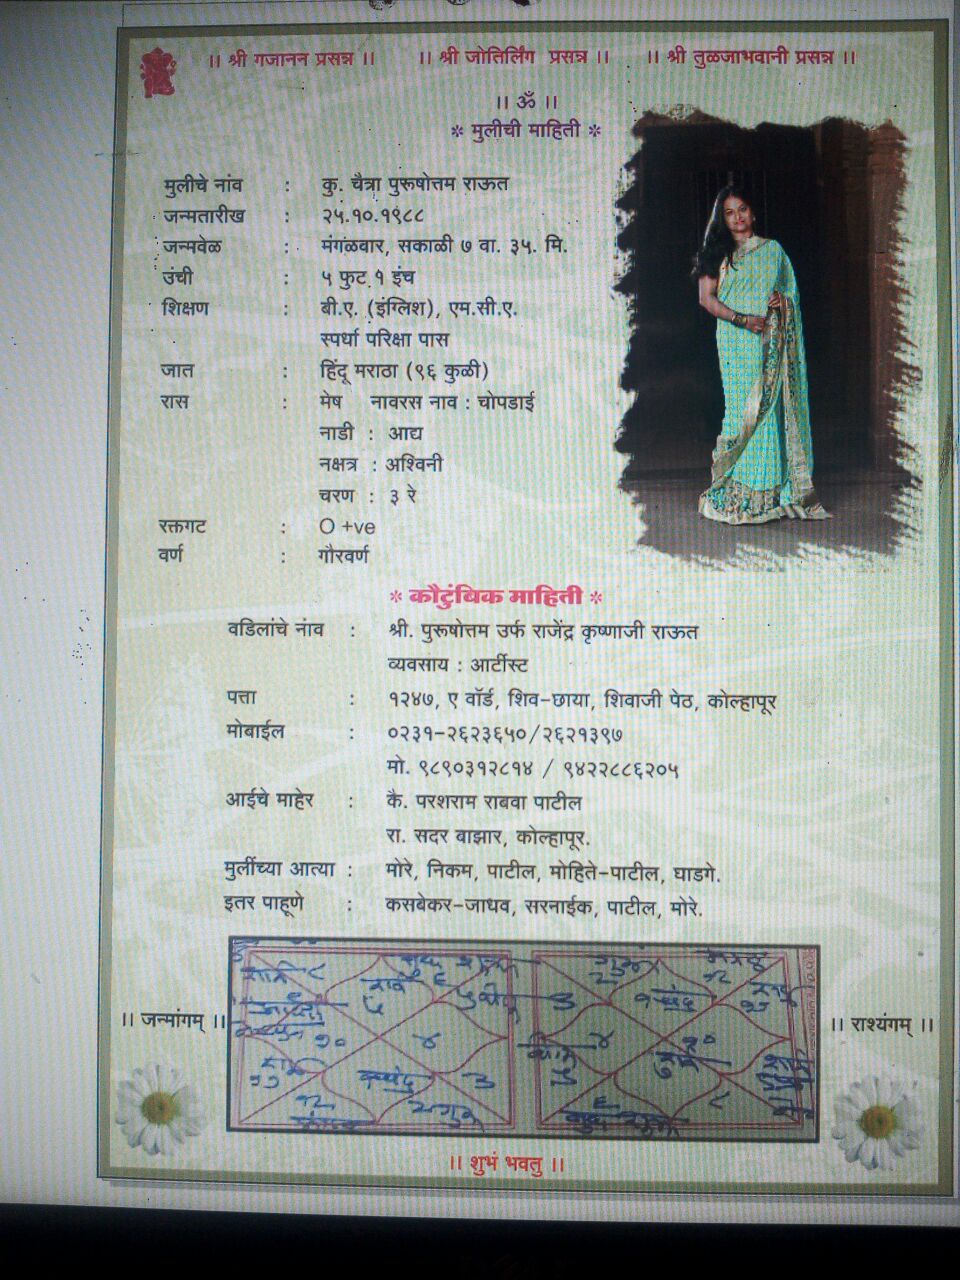 ।। श्री गजानन प्रसन्न ।। ।। श्री जोतिर्लिंग प्रसन्न ।। ।। श्री तुळजाभवानी प्रसन्न ।।
।। ॐ ।।
* मुलीची माहिती *
मुलीचे नांव : कु. चैत्रा पुरूषोत्तम राऊत
जन्मतारीख : २५.१०.१९८८
जन्मवेळ : मंगळवार, सकाळी ७ वा. ३५. मि.
उंची : ५ फुट १ इंच
शिक्षण : बी.ए. (इंग्लिश), एम.सी.ए.
स्पर्धा परिक्षा पास
जात : हिंदू मराठा (९६ कुळी)
रास : मेष नावरस नाव : चोपडाई
नाडी : आद्य
नक्षत्र : अश्विनी
चरण : ३ रे
रक्तगट : O +ve
वर्ण : गौरवर्ण
* कौटुंबिक माहिती *
वडिलांचे नांव : श्री. पुरूषोत्तम उर्फ राजेंद्र कृष्णाजी राऊत
व्यवसाय : आर्टीस्ट
पत्ता : १२४७, ए वॉर्ड, शिव-छाया, शिवाजी पेठ, कोल्हापूर
मोबाईल : ०२३१-२६२३६५०/२६२१३९७
मो. ९८९०३१२८१४ / ९४२२८८६२०५
आईचे माहेर : कै. परशराम राबवा पाटील
रा. सदर बाझार, कोल्हापूर.
मुलींच्या आत्या : मोरे, निकम, पाटील, मोहिते-पाटील, घाडगे.
इतर पाहूणे : कसबेकर-जाधव, सरनाईक, पाटील, मोरे.
।। जन्मांगम् ।। ।। राश्यंगम् ।।
।। शुभं भवतु ।।